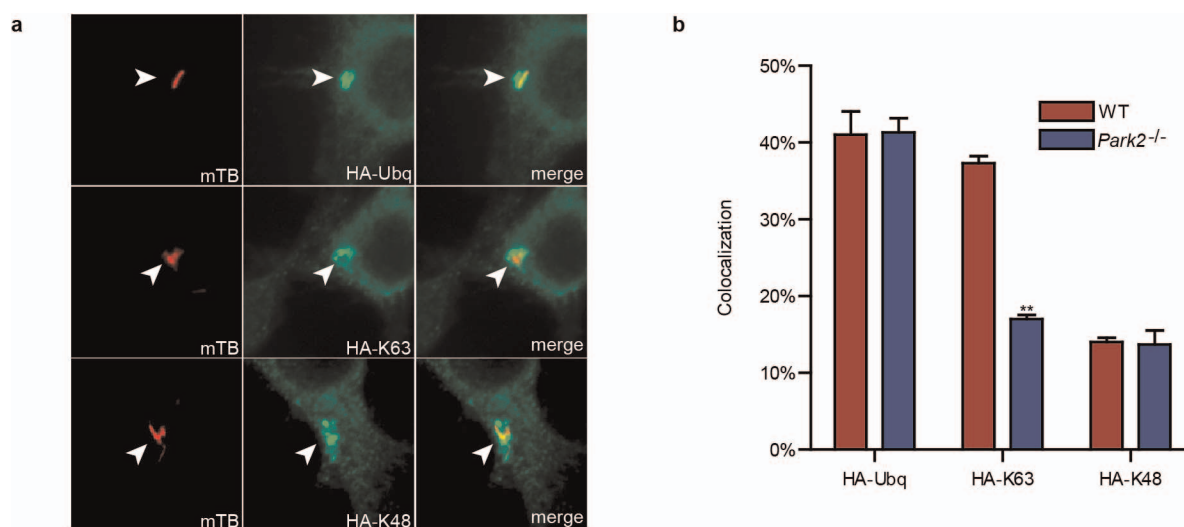 a
mTB
HA-Ubq
merge
mTB
HA-K63
merge
mTB
HA-K48
merge
b
50%
40%
30%
20%
10%
0%
Colocalization
WT
Park2-/-
**
HA-Ubq
HA-K63
HA-K48